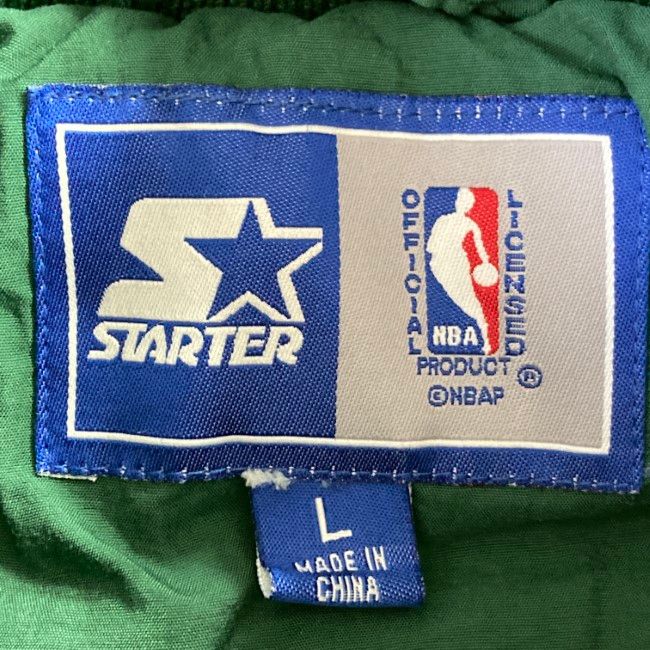 STARTER
OFFICIAL
NBA
LICENSED
PRODUCT ®
©NBAP
L
MADE IN
CHINA